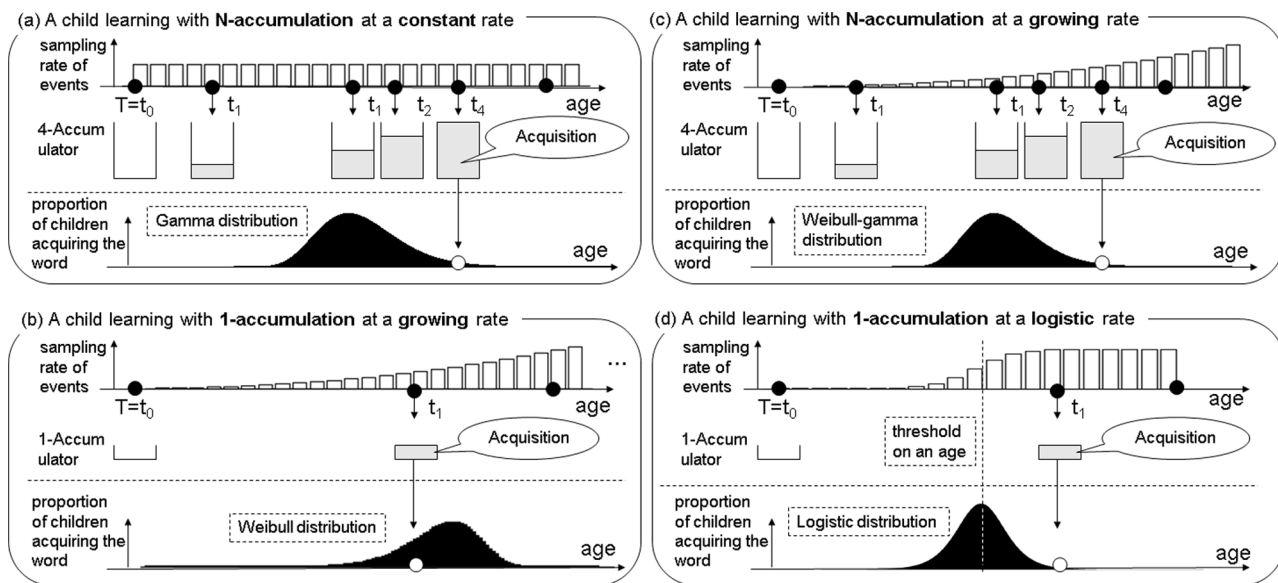 (a) A child learning with N-accumulation at a constant rate
sampling
rate of
events
T=t0
t1
t1
t2
t4
age
4-Accum
ulator
Acquisition
proportion
of children
acquiring the
word
Gamma distribution
age
(c) A child learning with N-accumulation at a growing rate
sampling
rate of
events
T=t0
t1
t1
t2
t4
age
4-Accum
ulator
Acquisition
proportion
of children
acquiring the
word
Weibull-gamma
distribution
age
(b) A child learning with 1-accumulation at a growing rate
sampling
rate of
events
...
T=t0
t1
age
1-Accum
ulator
Acquisition
proportion
of children
acquiring the
word
Weibull distribution
age
(d) A child learning with 1-accumulation at a logistic rate
sampling
rate of
events
T=t0
t1
age
1-Accum
ulator
threshold
on an age
Acquisition
proportion
of children
acquiring the
word
Logistic distribution
age